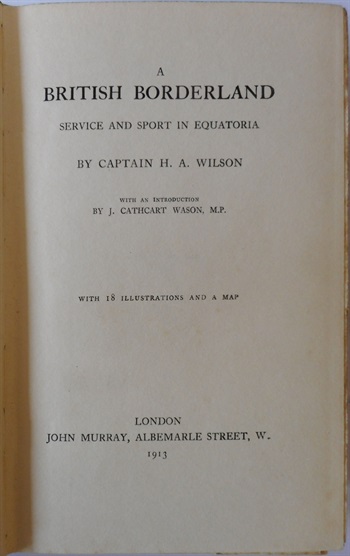 A
BRITISH BORDERLAND
SERVICE AND SPORT IN EQUATORIA
BY CAPTAIN H. A. WILSON
WITH AN INTRODUCTION
BY J. CATHCART WASON, M.P.
WITH 18 ILLUSTRATIONS AND A MAP
LONDON
JOHN MURRAY, ALBEMARLE STREET, W.
1913